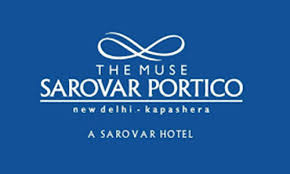 THE MUSE
SAROVAR PORTICO
new delhi - kapashera
A SAROVAR HOTEL